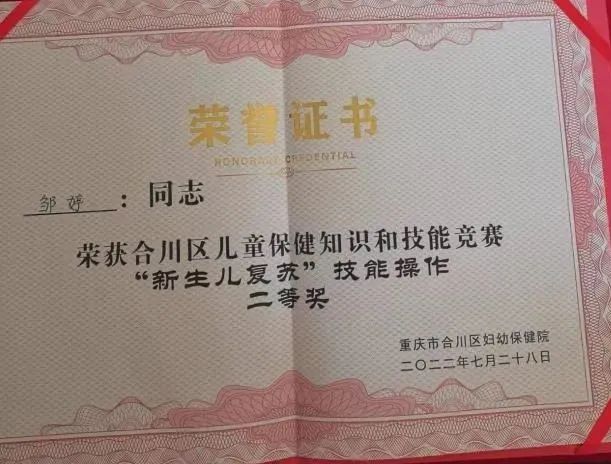 荣誉证书
HONORARY CREDENTIAL
邹婷:同志
荣获合川区儿童保健知识和技能竞赛
“新生儿复苏”技能操作
二等奖
重庆市合川区妇幼保健院
二〇二二年七月二十八日